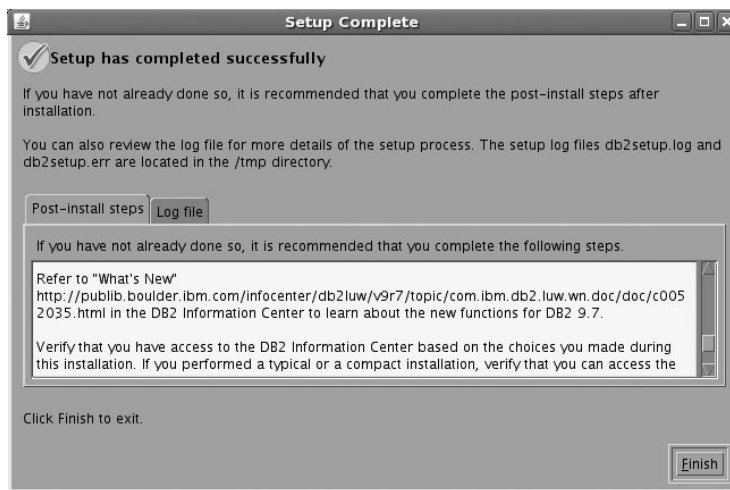 Setup Complete
Setup has completed successfully
If you have not already done so, it is recommended that you complete the post-install steps after
installation.
You can also review the log file for more details of the setup process. The setup log files db2setup.log and
db2setup.err are located in the /tmp directory.
Post-install steps
Log file
If you have not already done so, it is recommended that you complete the following steps.
Refer to "What's New"
http://publib.boulder.ibm.com/infocenter/db2luw/v9r7/topic/com.ibm.db2.luw.wn.doc/doc/c005
2035.html in the DB2 Information Center to learn about the new functions for DB2 9.7.
Verify that you have access to the DB2 Information Center based on the choices you made during
this installation. If you performed a typical or a compact installation, verify that you can access the
Click Finish to exit.
Finish